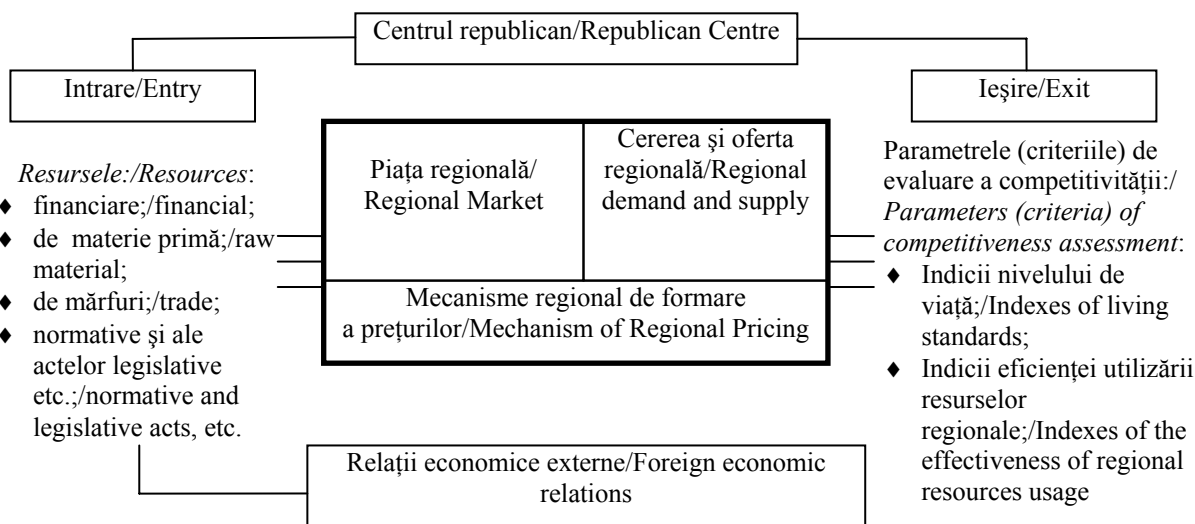 Centrul republican/Republican Centre
Intrare/Entry
Ieşire/Exit
Resursele:/Resources:
♦ financiare;/financial;
♦ de materie primă;/raw
material;
♦ de mărfuri;/trade;
♦ normative şi ale
actelor legislative
etc.;/normative and
legislative acts, etc.
Piaţa regională/
Regional Market
Cererea şi oferta
regională/Regional
demand and supply
Mecanisme regional de formare
a preţurilor/Mechanism of Regional Pricing
Parametrele (criteriile) de
evaluare a competitivităţii:/
Parameters (criteria) of
competitiveness assessment:
♦ Indicii nivelului de
viaţă;/Indexes of living
standards;
♦ Indicii eficienţei utilizării
resurselor
regionale;/Indexes of the
effectiveness of regional
resources usage
Relaţii economice externe/Foreign economic
relations